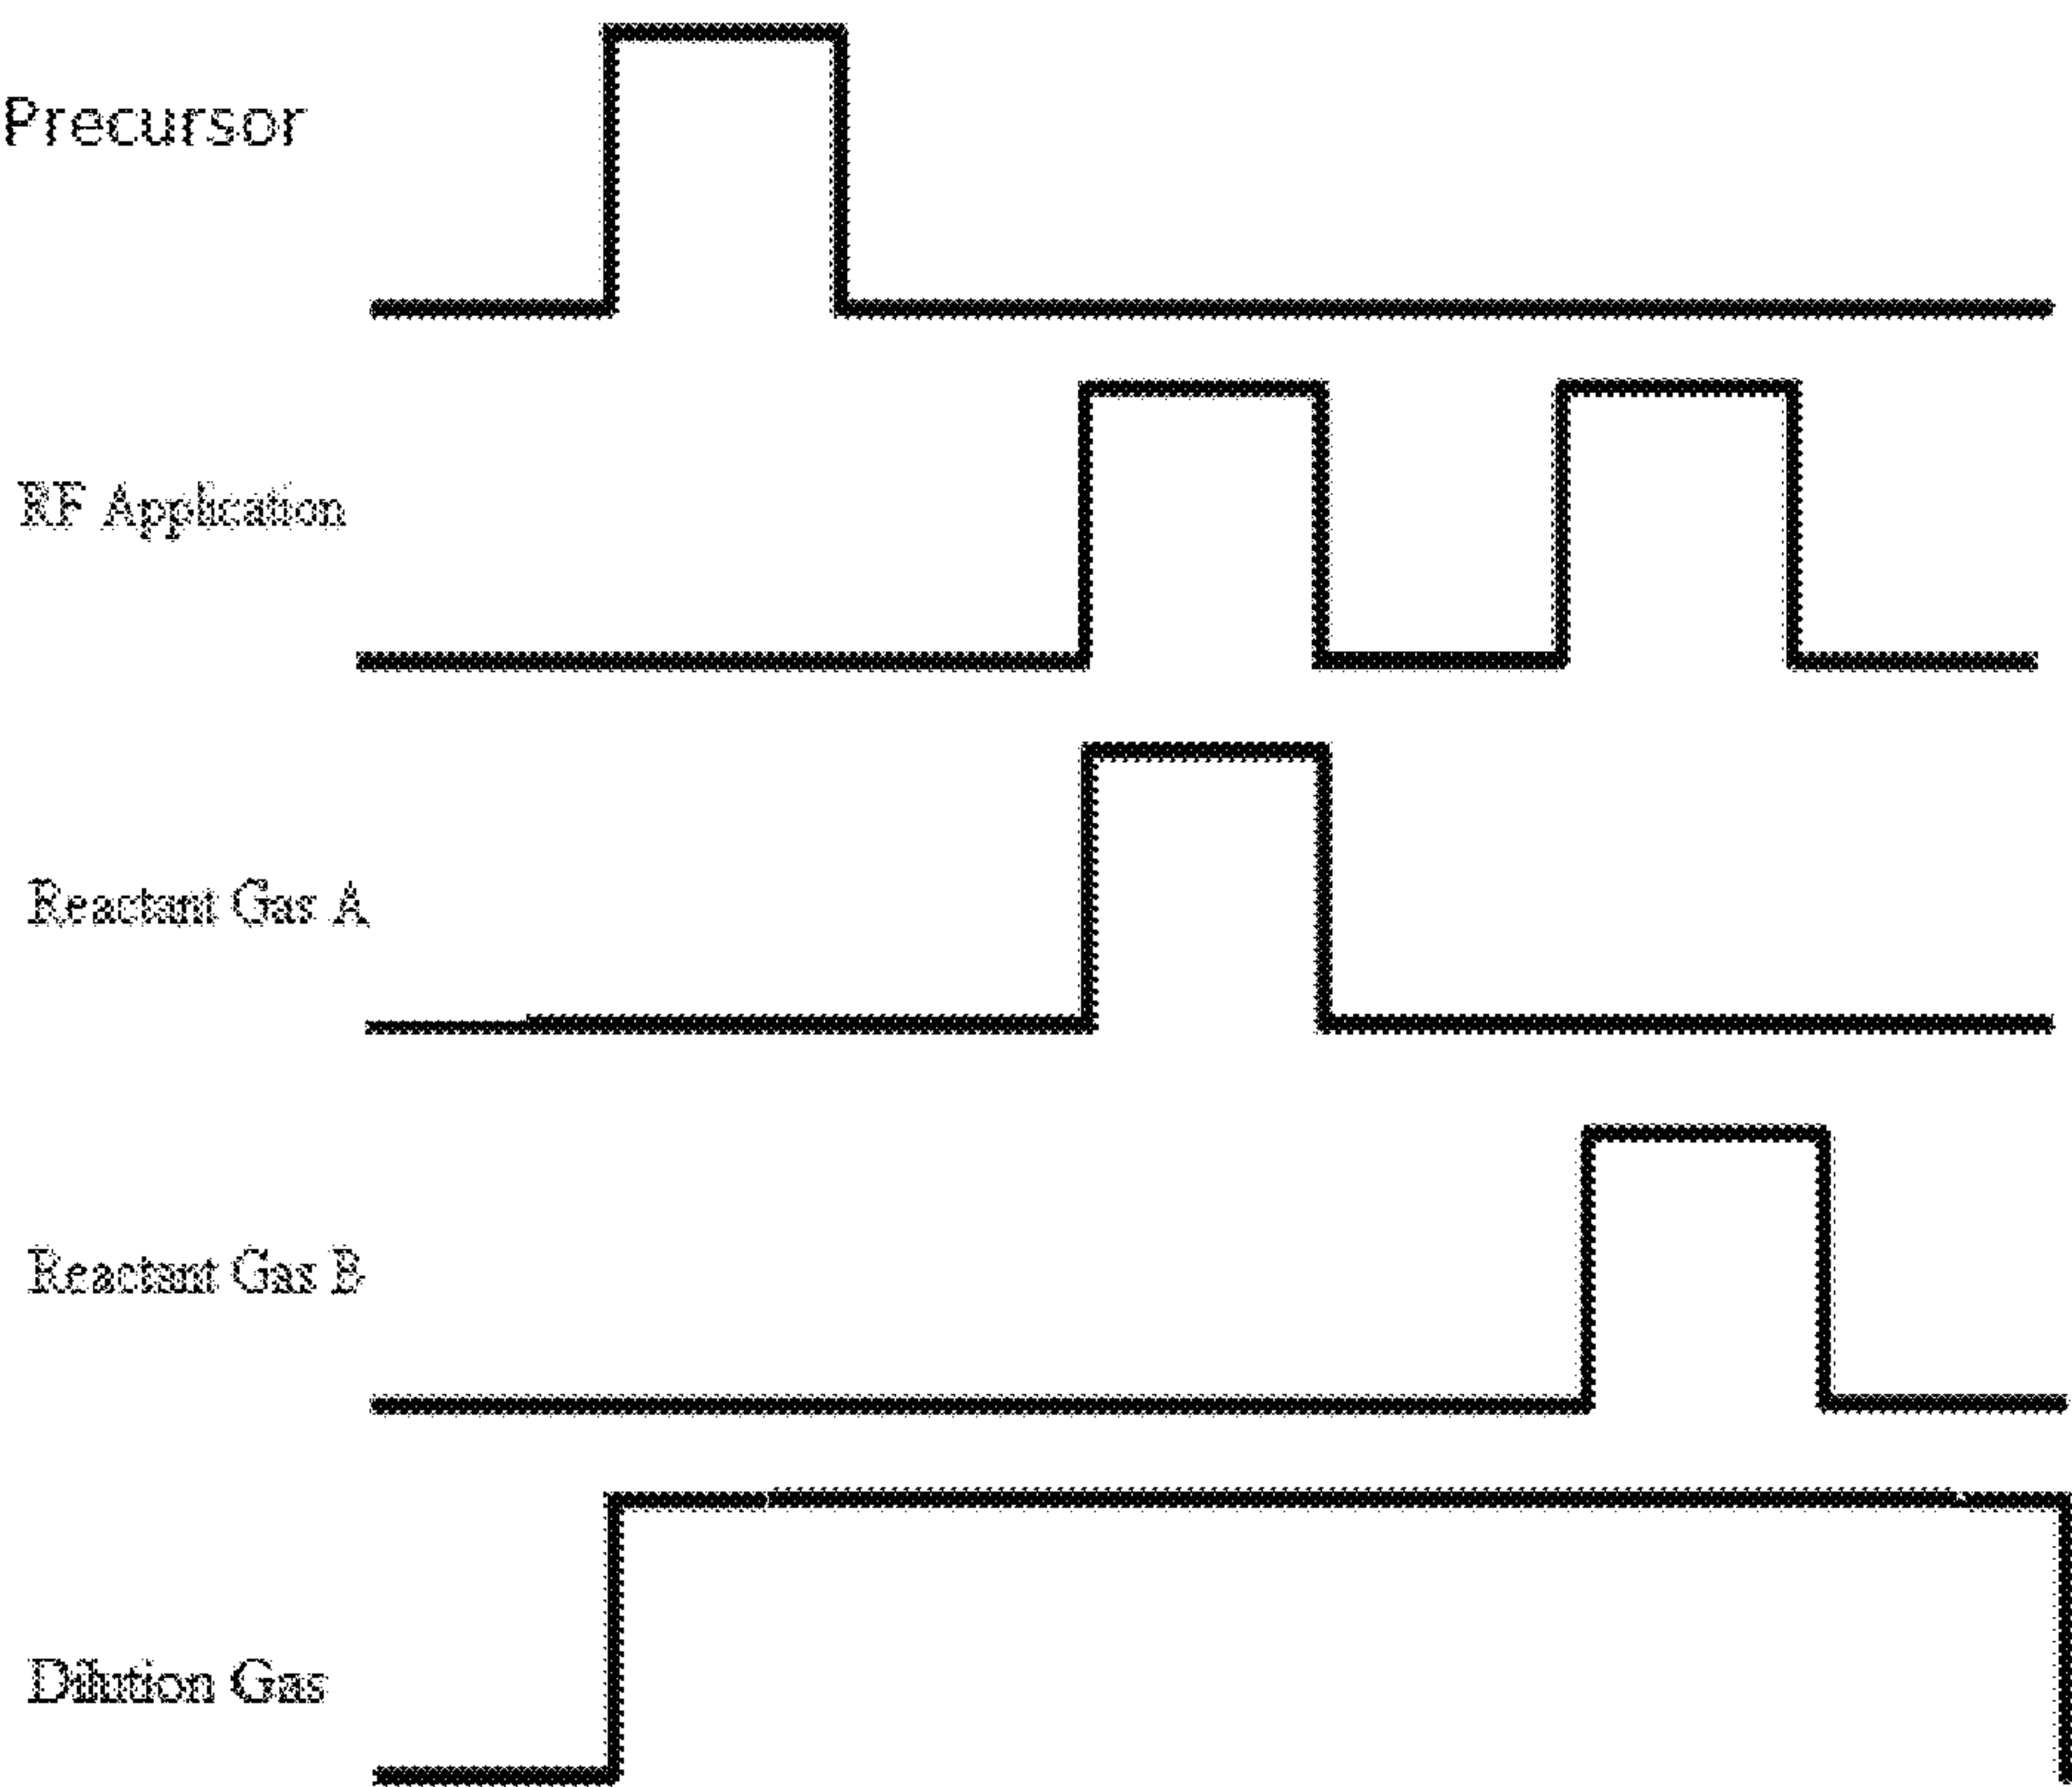 Precursor
RF Application
Reactant Gas A
Reactant Gas B
Dilution Gas